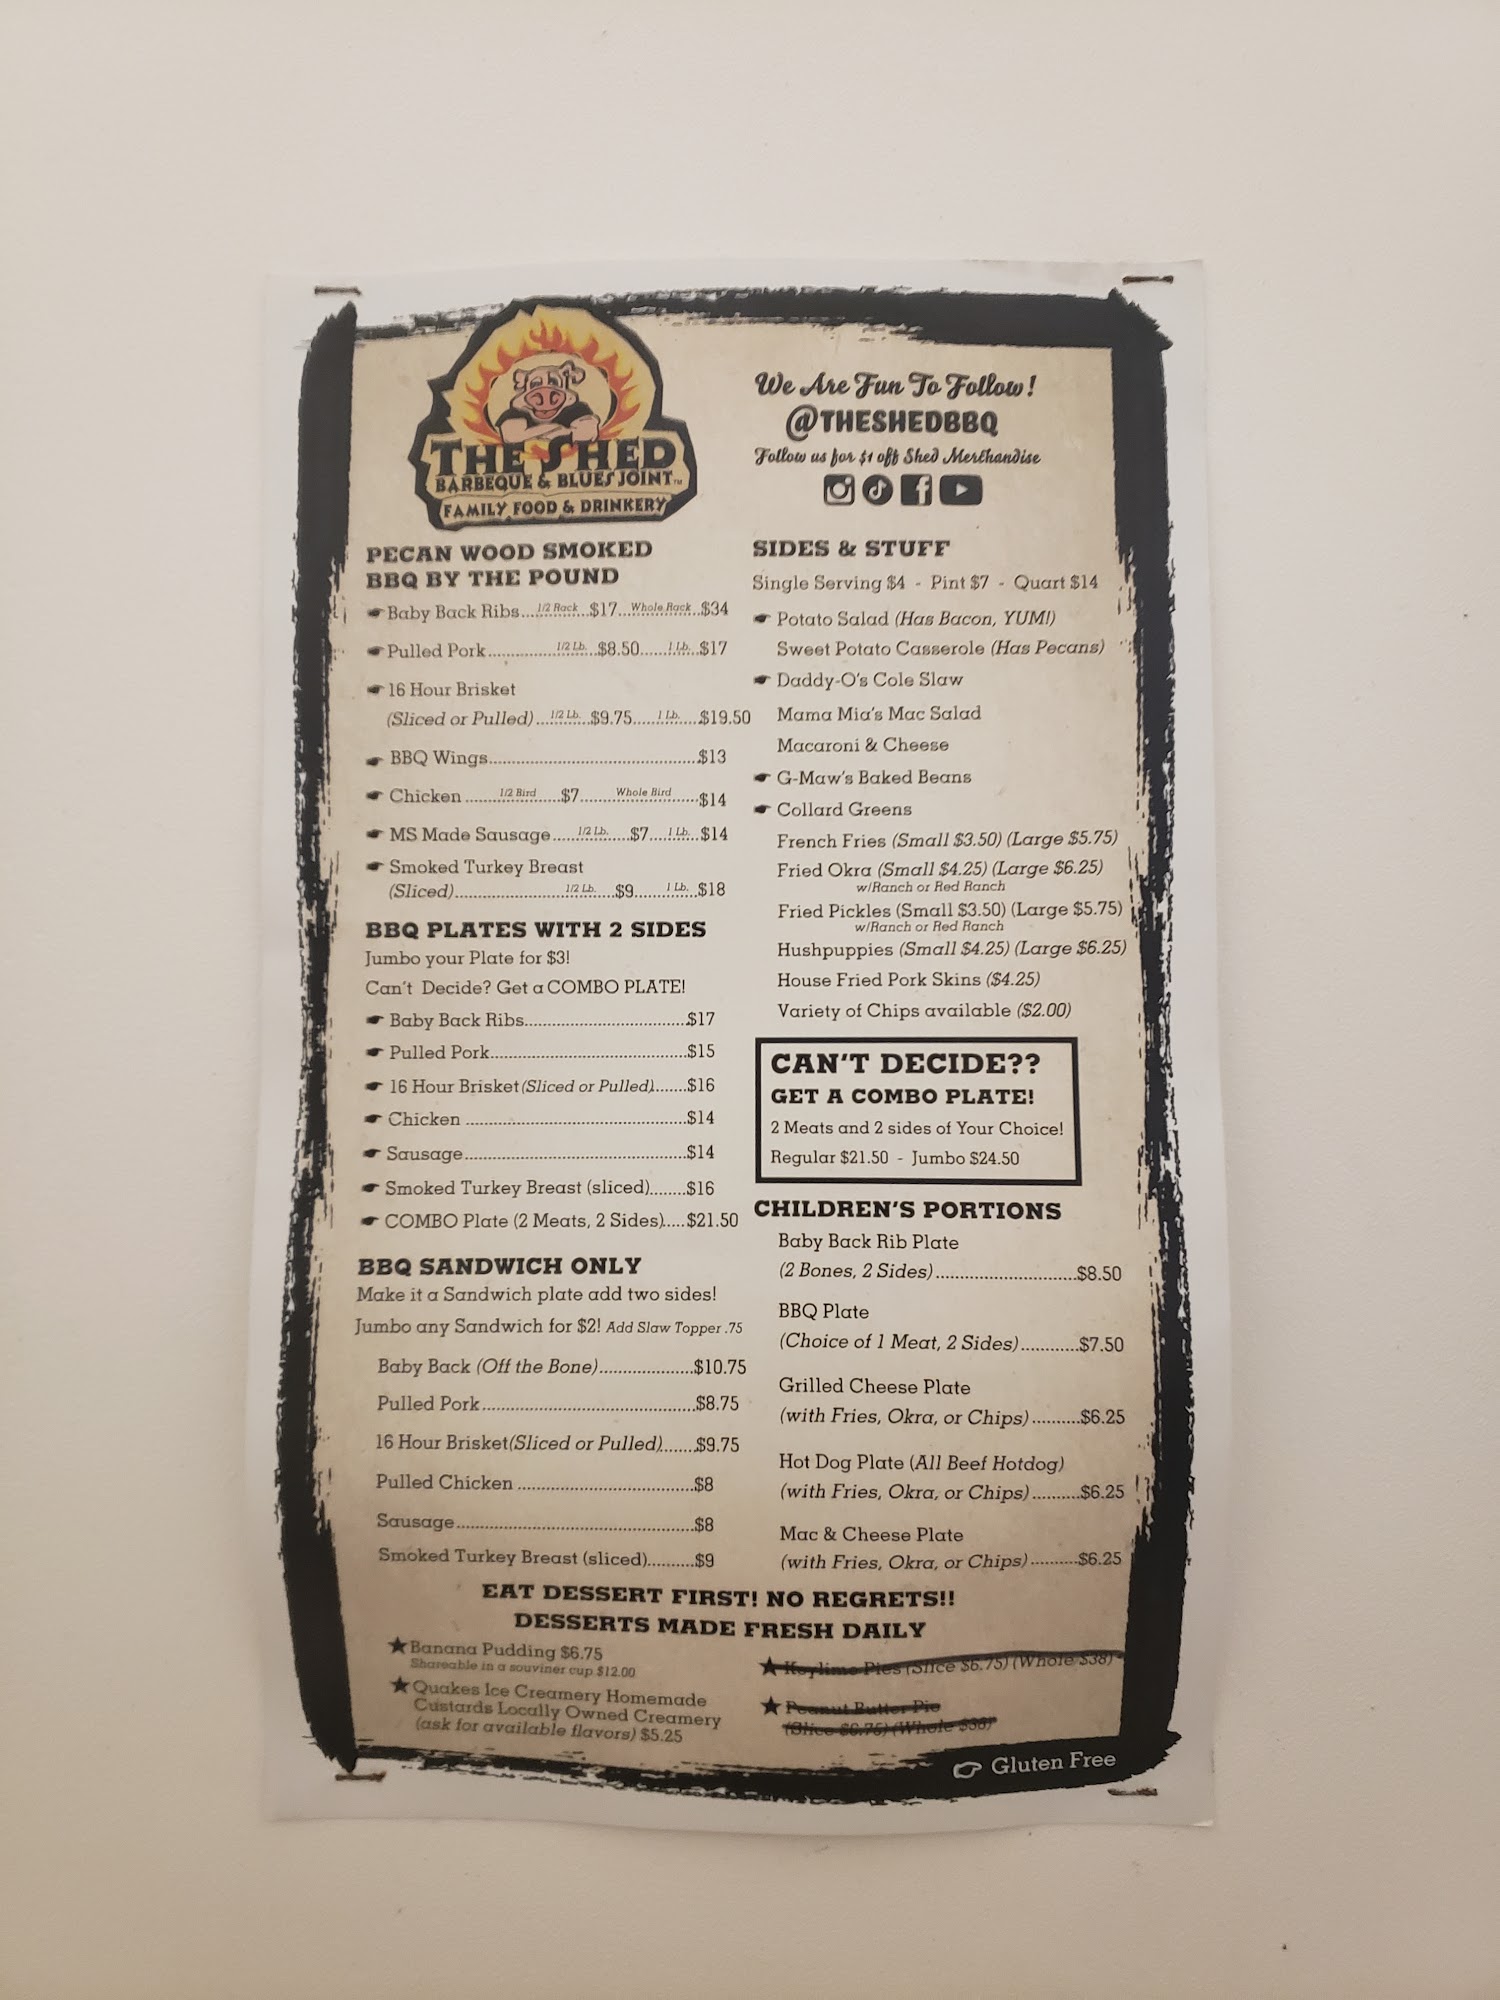 THE SHED
BARBEQUE & BLUES JOINT™
FAMILY FOOD & DRINKERY
We Are Fun To Follow!
@THESHEDBBQ
Follow us for $1 off Shed Merchandise
PECAN WOOD SMOKED
BBQ BY THE POUND
Baby Back Ribs...1/2 Rack...$17...Whole Rack...$34
Pulled Pork................1/2 Lb...$8.50......1 Lb...$17
16 Hour Brisket
(Sliced or Pulled)...1/2 Lb...$9.75......1 Lb....$19.50
BBQ Wings..........................................$13
Chicken.......1/2 Bird.....$7........Whole Bird......$14
MS Made Sausage.....1/2 Lb.....$7....1 Lb...$14
Smoked Turkey Breast
(Sliced)......................1/2 Lb....$9.......1 Lb...$18
BBQ PLATES WITH 2 SIDES
Jumbo your Plate for $3!
Can't Decide? Get a COMBO PLATE!
Baby Back Ribs.................................$17
Pulled Pork........................................$15
16 Hour Brisket (Sliced or Pulled).......$16
Chicken.............................................$14
Sausage.............................................$14
Smoked Turkey Breast (sliced).......$16
COMBO Plate (2 Meats, 2 Sides).....$21.50
BBQ SANDWICH ONLY
Make it a Sandwich plate add two sides!
Jumbo any Sandwich for $2! Add Slaw Topper .75
Baby Back (Off the Bone)...................$10.75
Pulled Pork...........................................$8.75
16 Hour Brisket(Sliced or Pulled).......$9.75
Pulled Chicken....................................$8
Sausage................................................$8
Smoked Turkey Breast (sliced)..........$9
SIDES & STUFF
Single Serving $4 - Pint $7 - Quart $14
Potato Salad (Has Bacon, YUM!)
Sweet Potato Casserole (Has Pecans)
Daddy-O's Cole Slaw
Mama Mia's Mac Salad
Macaroni & Cheese
G-Maw's Baked Beans
Collard Greens
French Fries (Small $3.50) (Large $5.75)
Fried Okra (Small $4.25) (Large $6.25)
w/Ranch or Red Ranch
Fried Pickles (Small $3.50) (Large $5.75)
w/Ranch or Red Ranch
Hushpuppies (Small $4.25) (Large $6.25)
House Fried Pork Skins ($4.25)
Variety of Chips available ($2.00)
CAN'T DECIDE??
GET A COMBO PLATE!
2 Meats and 2 sides of Your Choice!
Regular $21.50 - Jumbo $24.50
CHILDREN'S PORTIONS
Baby Back Rib Plate
(2 Bones, 2 Sides)............................$8.50
BBQ Plate
(Choice of 1 Meat, 2 Sides)............$7.50
Grilled Cheese Plate
(with Fries, Okra, or Chips)..........$6.25
Hot Dog Plate (All Beef Hotdog)
(with Fries, Okra, or Chips)..........$6.25
Mac & Cheese Plate
(with Fries, Okra, or Chips)..........$6.25
EAT DESSERT FIRST! NO REGRETS!!
DESSERTS MADE FRESH DAILY
Banana Pudding $6.75
Shareable in a souviner cup $12.00
Quakes Ice Creamery Homemade
Custards Locally Owned Creamery
(ask for available flavors) $5.25
Keylime Pies (Slice $6.75) (Whole $38)
Peanut Butter Pie
(Slice $6.75) (Whole $38)
Gluten Free